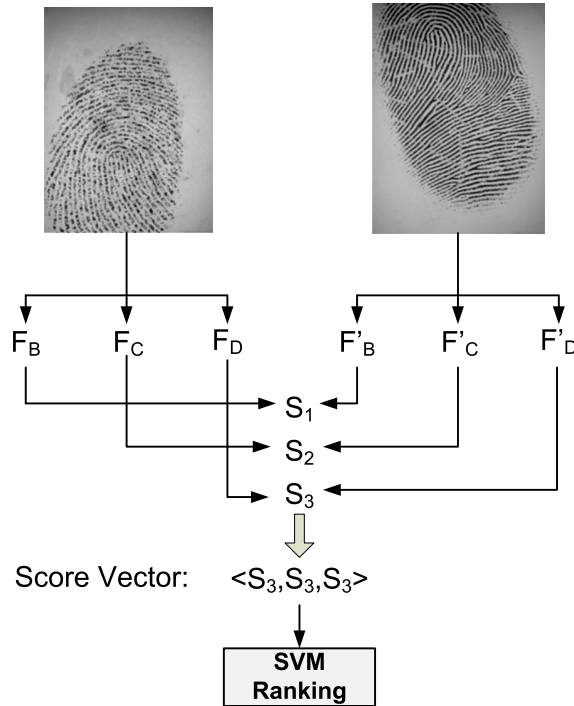 F_B F_C F_D F'_B F'_C F'_D
S_1
S_2
S_3
Score Vector: <S_3,S_3,S_3>
SVM
Ranking